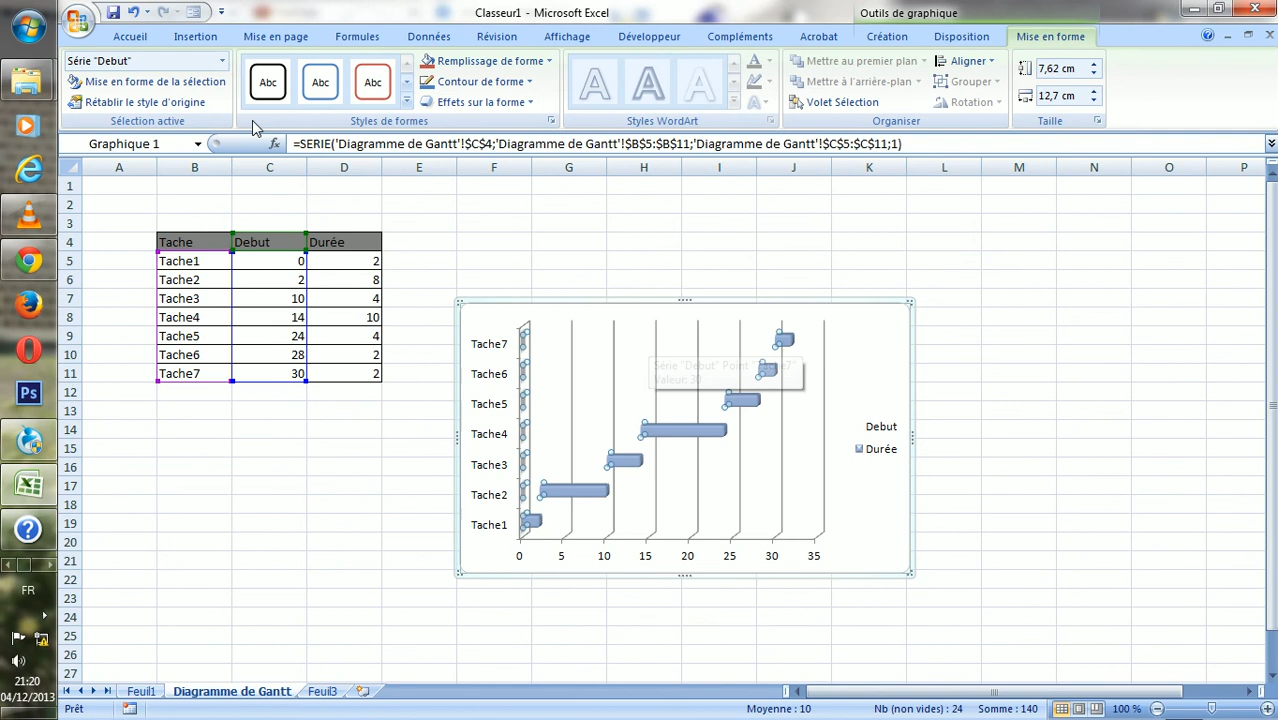 Classeur1 - Microsoft Excel
Outils de graphique
Accueil Insertion Mise en page Formules Données Révision Affichage Développeur Compléments Acrobat Création Disposition Mise en forme
Série "Debut"
Mise en forme de la sélection
Rétablir le style d'origine
Sélection active
Abc Abc Abc
Remplissage de forme
Contour de forme
Effets sur la forme
Styles de formes
A A A
Styles WordArt
Mettre au premier plan
Mettre à l'arrière-plan
Volet Sélection
Aligner
Grouper
Rotation
Organiser
7,62 cm
12,7 cm
Taille
Graphique 1 fx =SERIE('Diagramme de Gantt'!$C$4;'Diagramme de Gantt'!$B$5:$B$11;'Diagramme de Gantt'!$C$5:$C$11;1)
A B C D E F G H I J K L M N O P
1
2
3
4 Tache Debut Durée
5 Tache1 0 2
6 Tache2 2 8
7 Tache3 10 4
8 Tache4 14 10
9 Tache5 24 4
10 Tache6 28 2
11 Tache7 30 2
12
13
14
15
16
17
18
19
20
21
22
23
24
25
26
27
Tache7
Tache6
Tache5
Tache4
Tache3
Tache2
Tache1
0 5 10 15 20 25 30 35
Série "Debut" Point "Tache7"
Valeur: 30
Debut
Durée
Feuil1 Diagramme de Gantt Feuil3
Prêt Moyenne : 10 Nb (non vides) : 24 Somme : 140 100 %
Ps
FR
21:20
04/12/2013